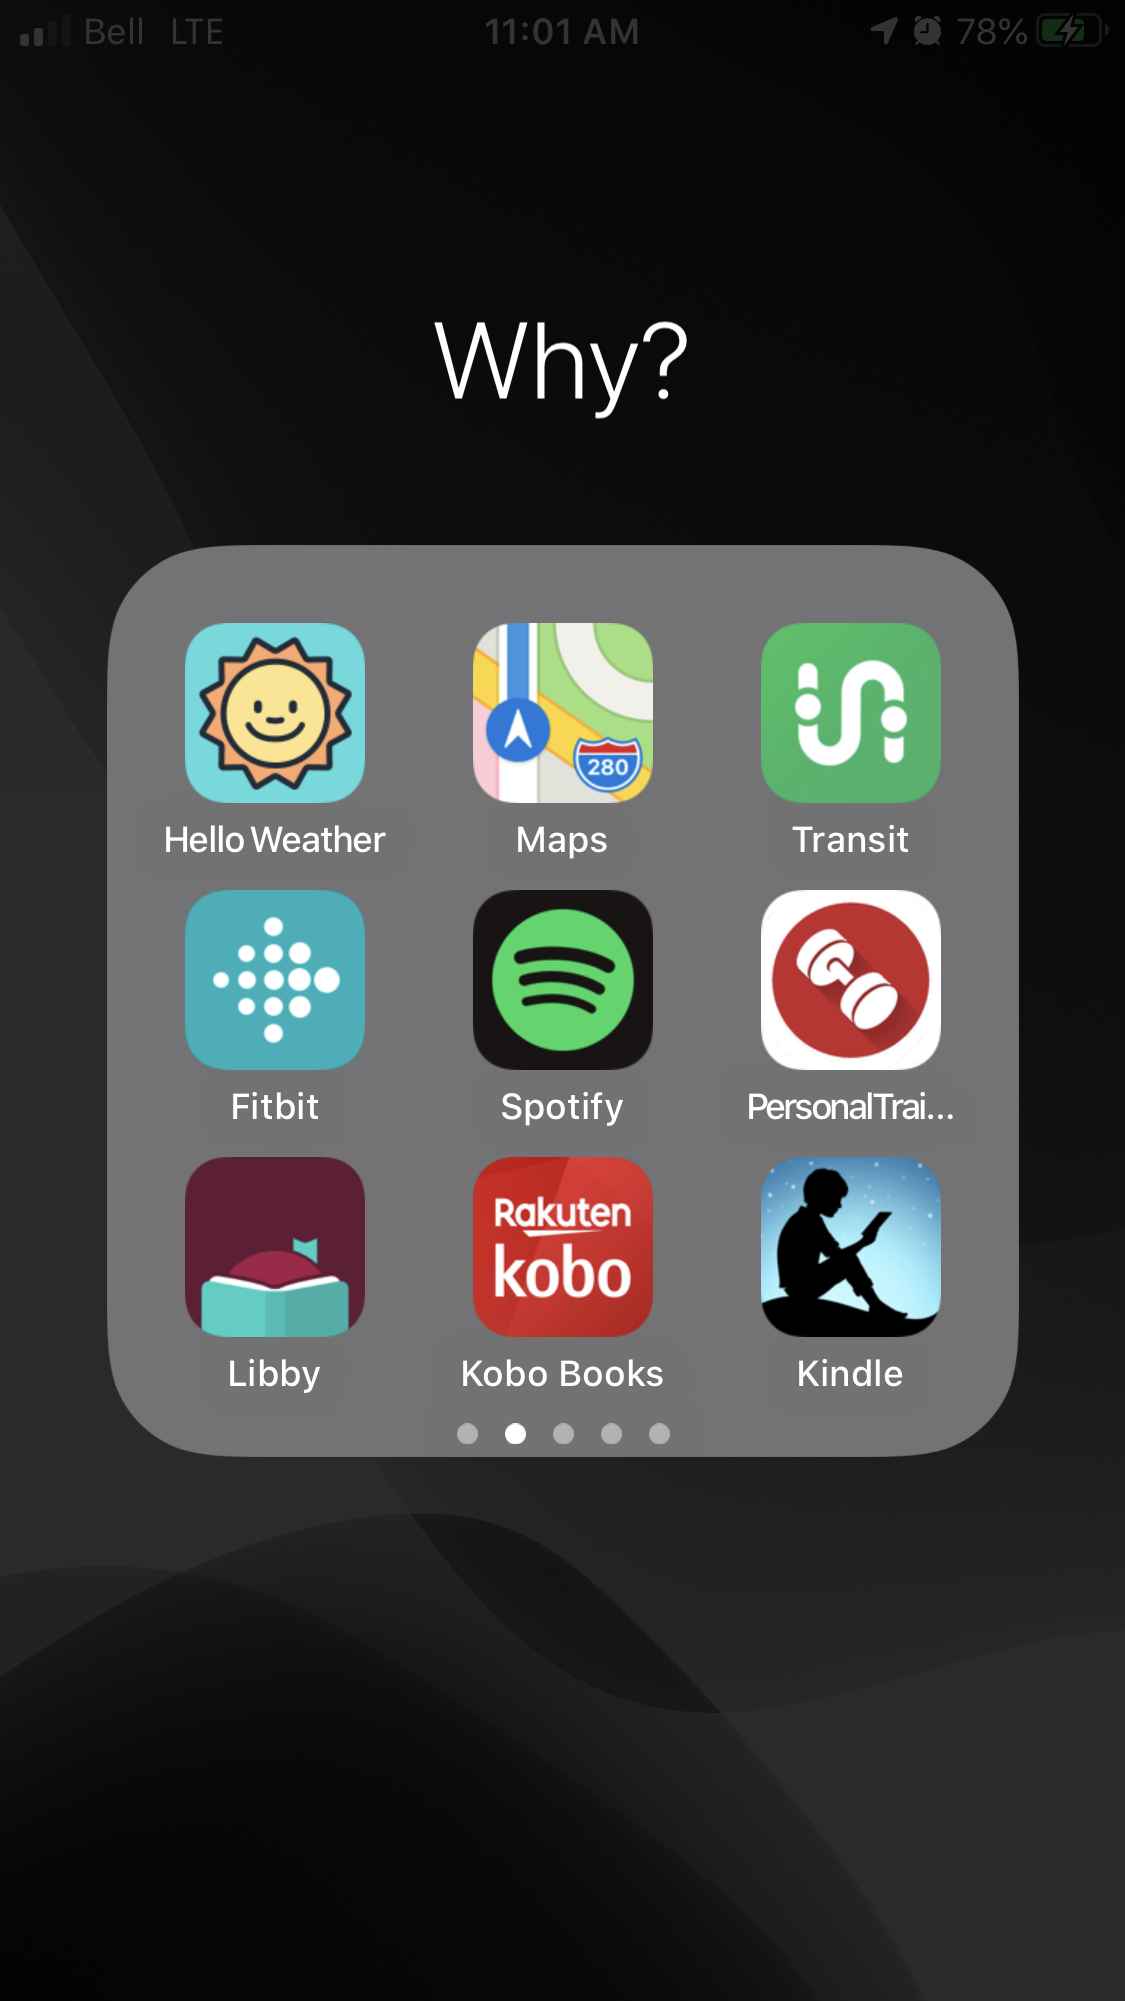 Bell LTE 11:01 AM 78%
Why?
280
Hello Weather Maps Transit
Fitbit Spotify PersonalTrai...
Rakuten
kobo
Libby Kobo Books Kindle